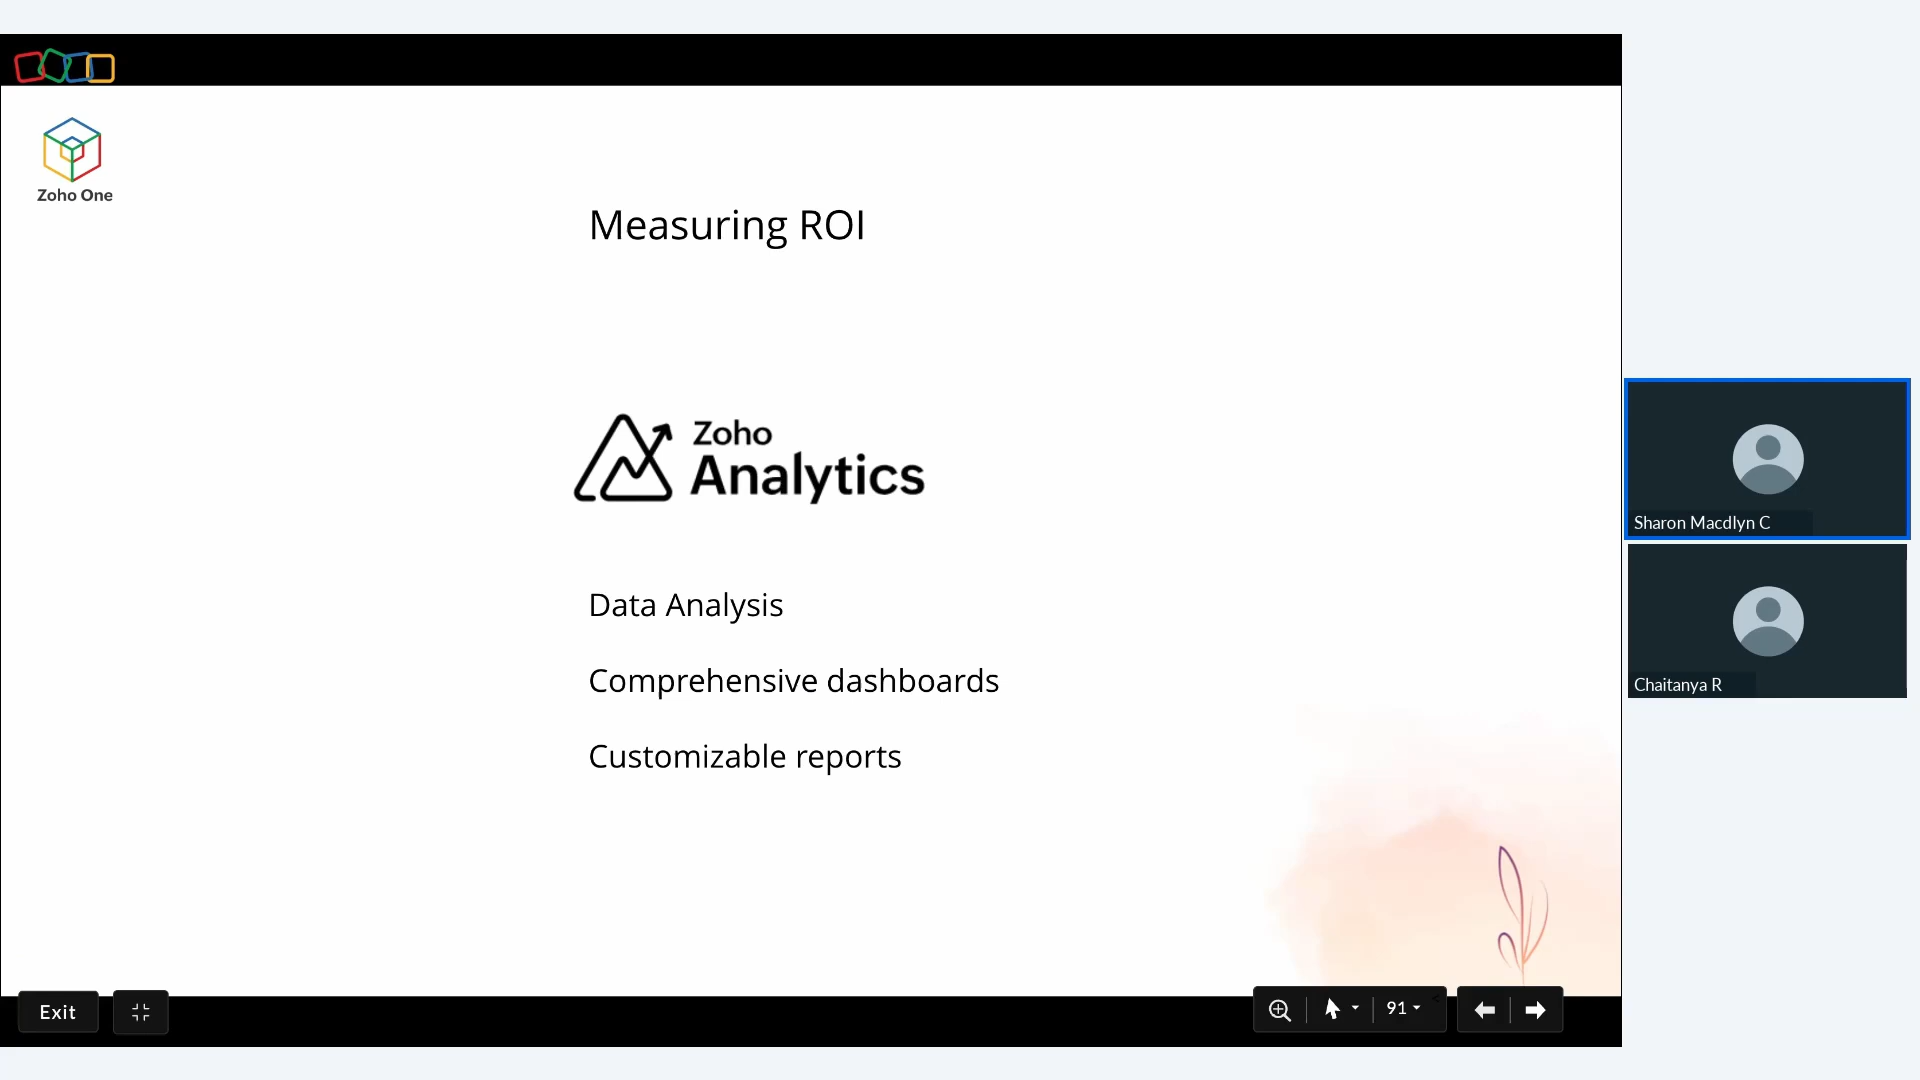 Zoho One
Measuring ROI
Zoho
Analytics
Data Analysis
Comprehensive dashboards
Customizable reports
Sharon Macdlyn C
Chaitanya R
Exit
91